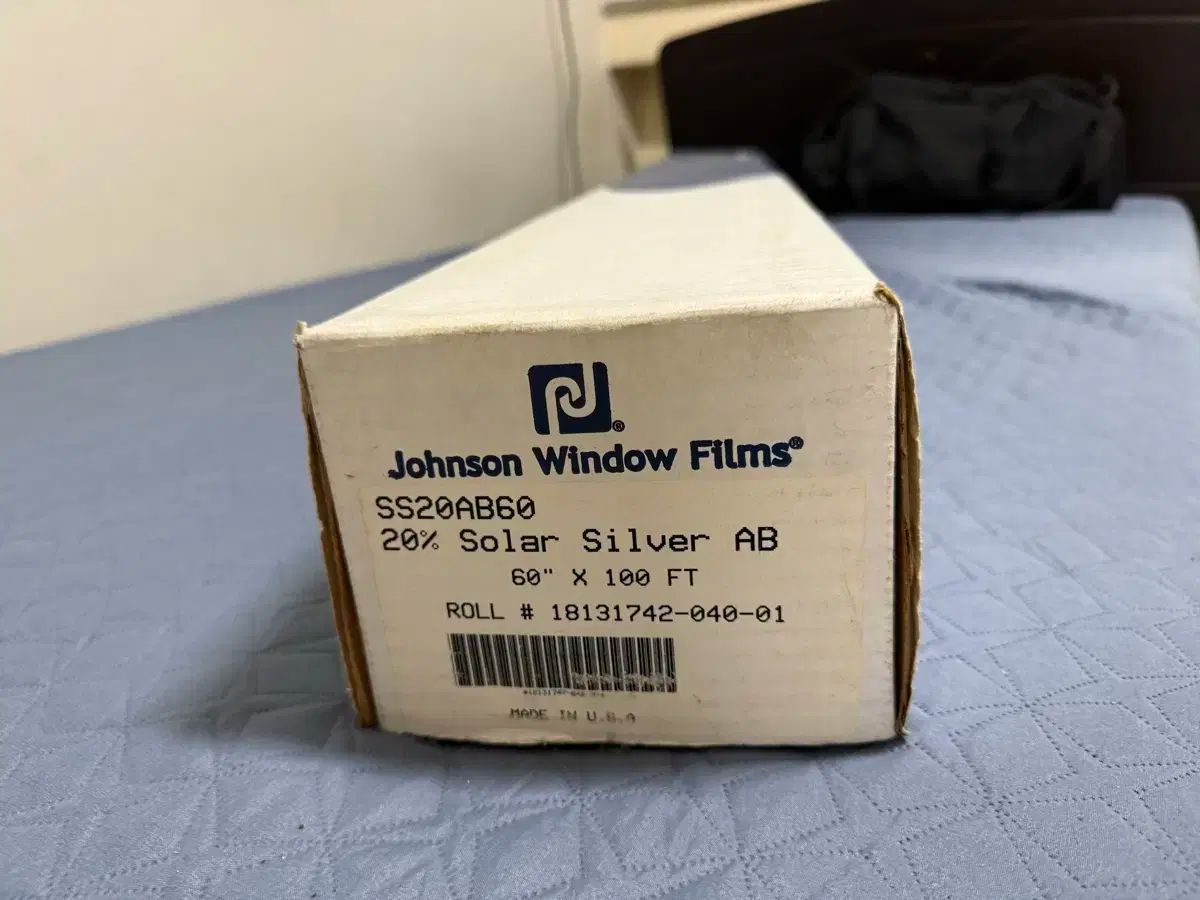 Johnson Window Films®
SS20AB60
20% Solar Silver AB
60" X 100 FT
ROLL # 18131742-040-01
MADE IN U.S.A